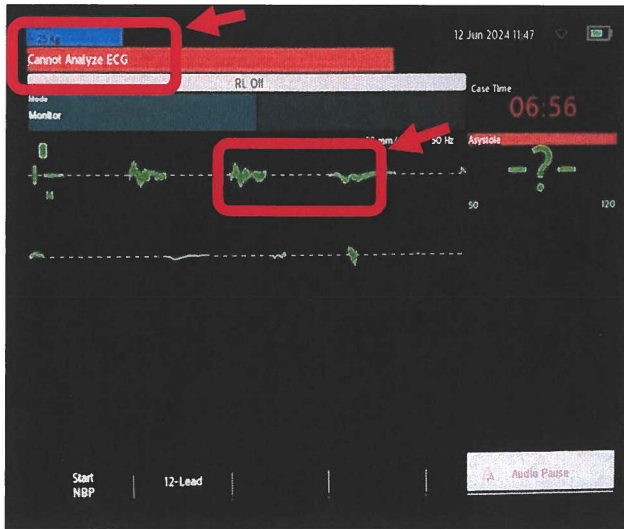 25 Kg
12 Jun 2024 11:47
Cannot Analyze ECG
RL Off
Case Time
Mode
06:56
Monitor
50 Hz
Asystole
-?-
50
120
Start
NBP
12-Lead
Audio Pause